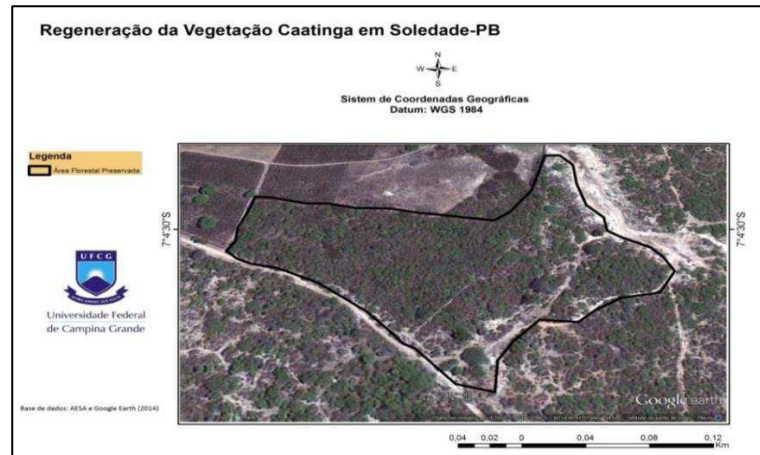 Regeneração da Vegetação Caatinga em Soledade-PB
N
W E
S
Sistem de Coordenadas Geográficas
Datum: WGS 1984
Legenda
Área Florestal Preservada
7°4'30"S
7°4'30"S
UFCG
Universidade Federal
de Campina Grande
Google earth
Base de dados: AESA e Google Earth (2014)
0,04 0,02 0 0,04 0,08 0,12
Km